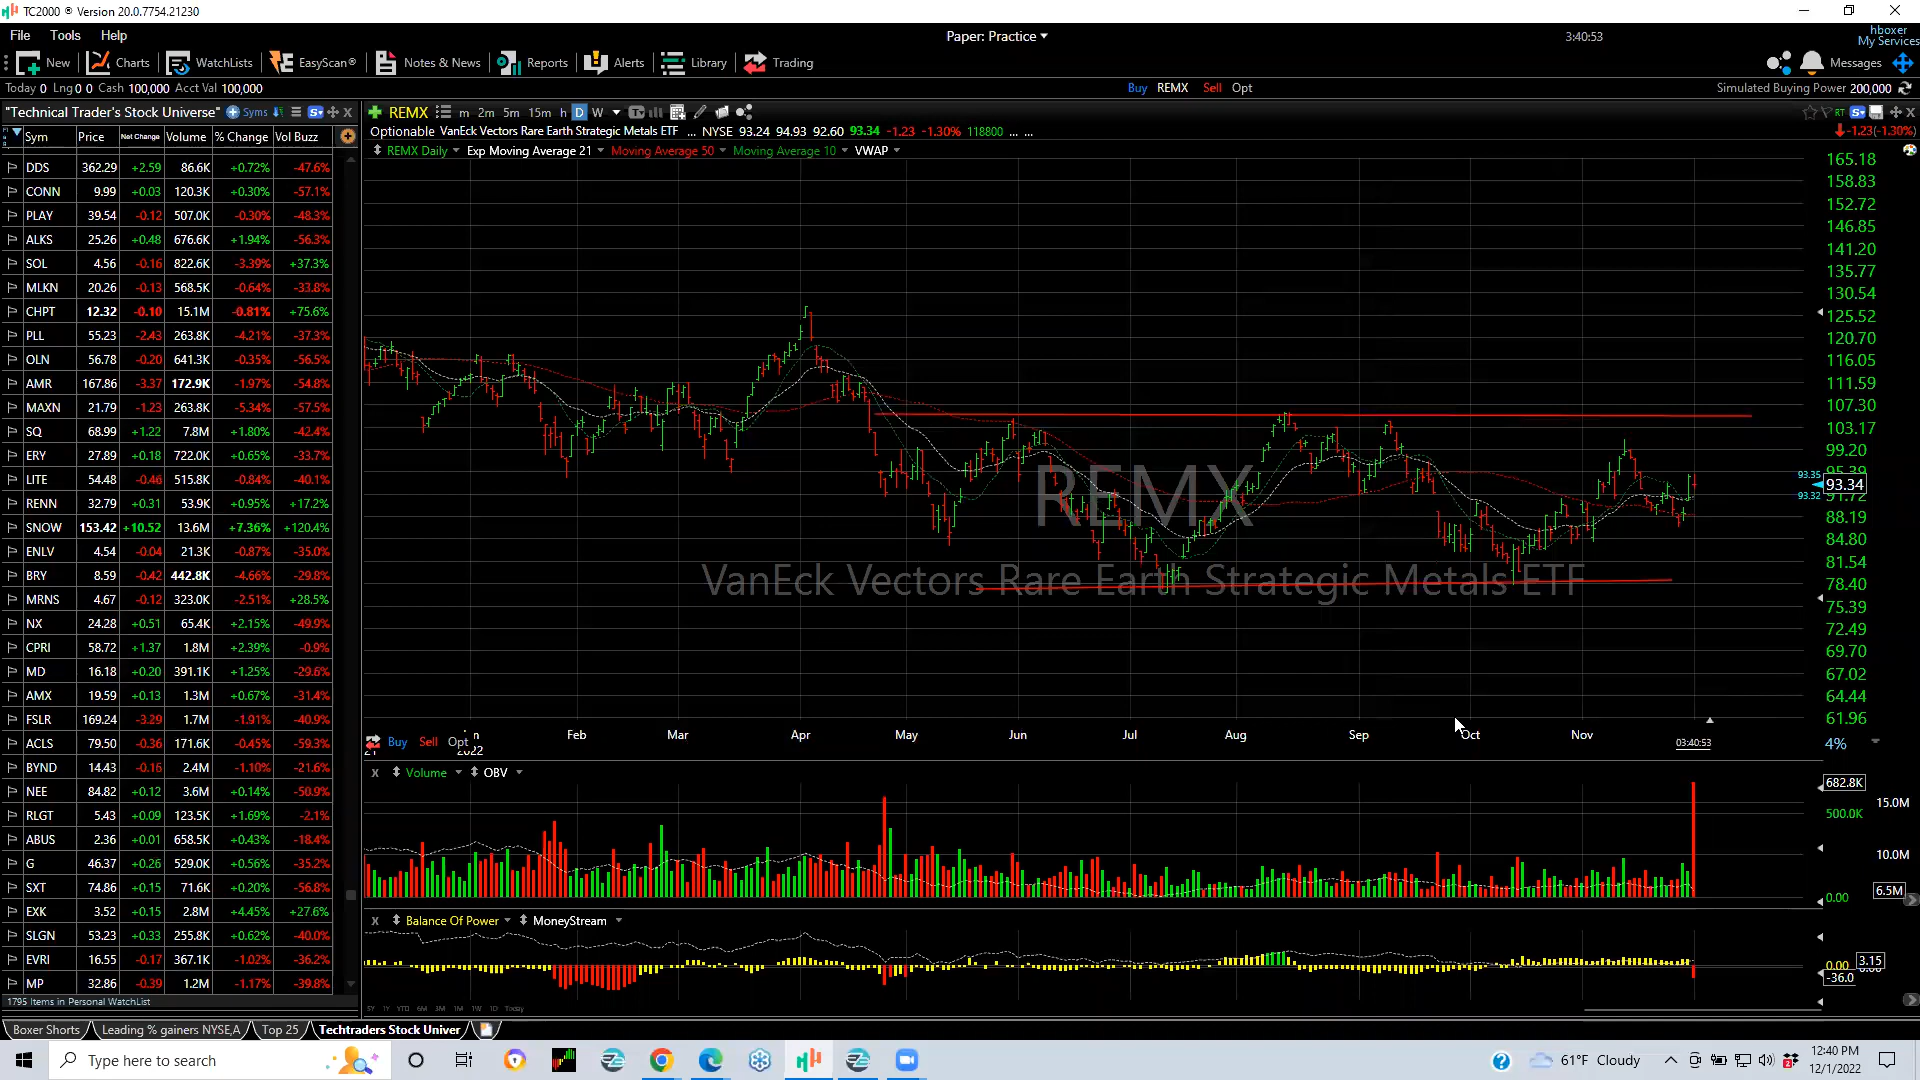 TC2000 ® Version 20.0.7754.21230
File Tools Help Paper: Practice 3:40:53 hboxer
My Services
New Charts WatchLists EasyScan® Notes & News Reports Alerts Library Trading Messages
Today 0 Lng 0 0 Cash 100,000 Acct Val 100,000 Buy REMX Sell Opt Simulated Buying Power 200,000
"Technical Trader's Stock Universe" Syms
Sym Price Net Change Volume % Change Vol Buzz
DDS 362.29 +2.59 86.6K +0.72% -47.6%
CONN 9.99 +0.03 120.3K +0.30% -57.1%
PLAY 39.54 -0.12 507.0K -0.30% -48.3%
ALKS 25.26 +0.48 676.6K +1.94% -56.3%
SOL 4.56 -0.16 822.6K -3.39% +37.3%
MLKN 20.26 -0.13 568.5K -0.64% -33.8%
CHPT 12.32 -0.10 15.1M -0.81% +75.6%
PLL 55.23 -2.43 263.8K -4.21% -37.3%
OLN 56.78 -0.20 641.3K -0.35% -56.5%
AMR 167.86 -3.37 172.9K -1.97% -54.8%
MAXN 21.79 -1.23 263.8K -5.34% -57.5%
SQ 68.99 +1.22 7.8M +1.80% -42.4%
ERY 27.89 +0.18 722.0K +0.65% -33.7%
LITE 54.48 -0.46 515.8K -0.84% -40.1%
RENN 32.79 +0.31 53.9K +0.95% +17.2%
SNOW 153.42 +10.52 13.6M +7.36% +120.4%
ENLV 4.54 -0.04 21.3K -0.87% -35.0%
BRY 8.59 -0.42 442.8K -4.66% -29.8%
MRNS 4.67 -0.12 323.0K -2.51% +28.5%
NX 24.28 +0.51 65.4K +2.15% -49.9%
CPRI 58.72 +1.37 1.8M +2.39% -0.9%
MD 16.18 +0.20 391.1K +1.25% -29.6%
AMX 19.59 +0.13 1.3M +0.67% -31.4%
FSLR 169.24 -3.29 1.7M -1.91% -40.9%
ACLS 79.50 -0.36 171.6K -0.45% -59.3%
BYND 14.43 -0.16 2.4M -1.10% -21.6%
NEE 84.82 +0.12 3.6M +0.14% -50.9%
RLGT 5.43 +0.09 123.5K +1.69% -2.1%
ABUS 2.36 +0.01 658.5K +0.43% -18.4%
G 46.37 +0.26 529.0K +0.56% -35.2%
SXT 74.86 +0.15 71.6K +0.20% -56.8%
EXK 3.52 +0.15 2.8M +4.45% +27.6%
SLGN 53.23 +0.33 255.8K +0.62% -40.0%
EVRI 16.55 -0.17 367.1K -1.02% -36.2%
MP 32.86 -0.39 1.2M -1.17% -39.8%
1795 Items in Personal WatchList
Boxer Shorts Leading % gainers NYSE,A Top 25 Techtraders Stock Univer
REMX m 2m 5m 15m h D W RT
Optionable VanEck Vectors Rare Earth Strategic Metals ETF ... NYSE 93.24 94.93 92.60 93.34 -1.23 -1.30% 118800 ... ... -1.23(-1.30%)
REMX Daily Exp Moving Average 21 Moving Average 50 Moving Average 10 VWAP
REMX
VanEck Vectors Rare Earth Strategic Metals ETF
165.18
158.83
152.72
146.85
141.20
135.77
130.54
125.52
120.70
116.05
111.59
107.30
103.17
99.20
95.39
93.35
93.34
93.32
91.72
88.19
84.80
81.54
78.40
75.39
72.49
69.70
67.02
64.44
61.96
Feb Mar Apr May Jun Jul Aug Sep Oct Nov
2022
Buy Sell Opt 03:40:53 4%
x Volume OBV
682.8K
15.0M
500.0K
10.0M
6.5M
0.00
x Balance Of Power MoneyStream
3.15
0.00
-36.0
5Y 1Y YTD 6M 3M 1M 1W 1D Today
Type here to search 61°F Cloudy 12:40 PM
12/1/2022